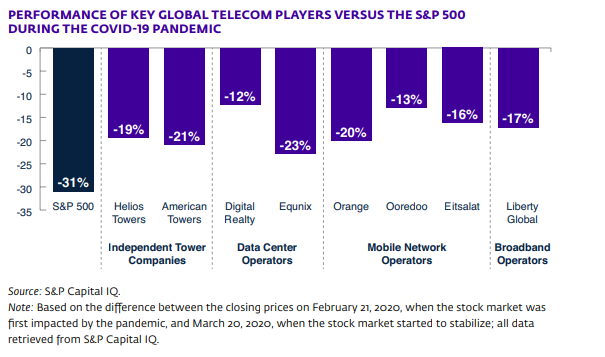 PERFORMANCE OF KEY GLOBAL TELECOM PLAYERS VERSUS THE S&P 500
DURING THE COVID-19 PANDEMIC
0
-5
-10
-15
-20
-25
-30
-35
-31%
-19%
-21%
-12%
-23%
-20%
-13%
-16%
-17%
S&P 500
Helios
Towers
American
Towers
Digital
Realty
Equnix
Orange
Ooredoo
Eitsalat
Liberty
Global
Independent Tower
Companies
Data Center
Operators
Mobile Network
Operators
Broadband
Operators
Source: S&P Capital IQ.
Note: Based on the difference between the closing prices on February 21, 2020, when the stock market was
first impacted by the pandemic, and March 20, 2020, when the stock market started to stabilize; all data
retrieved from S&P Capital IQ.